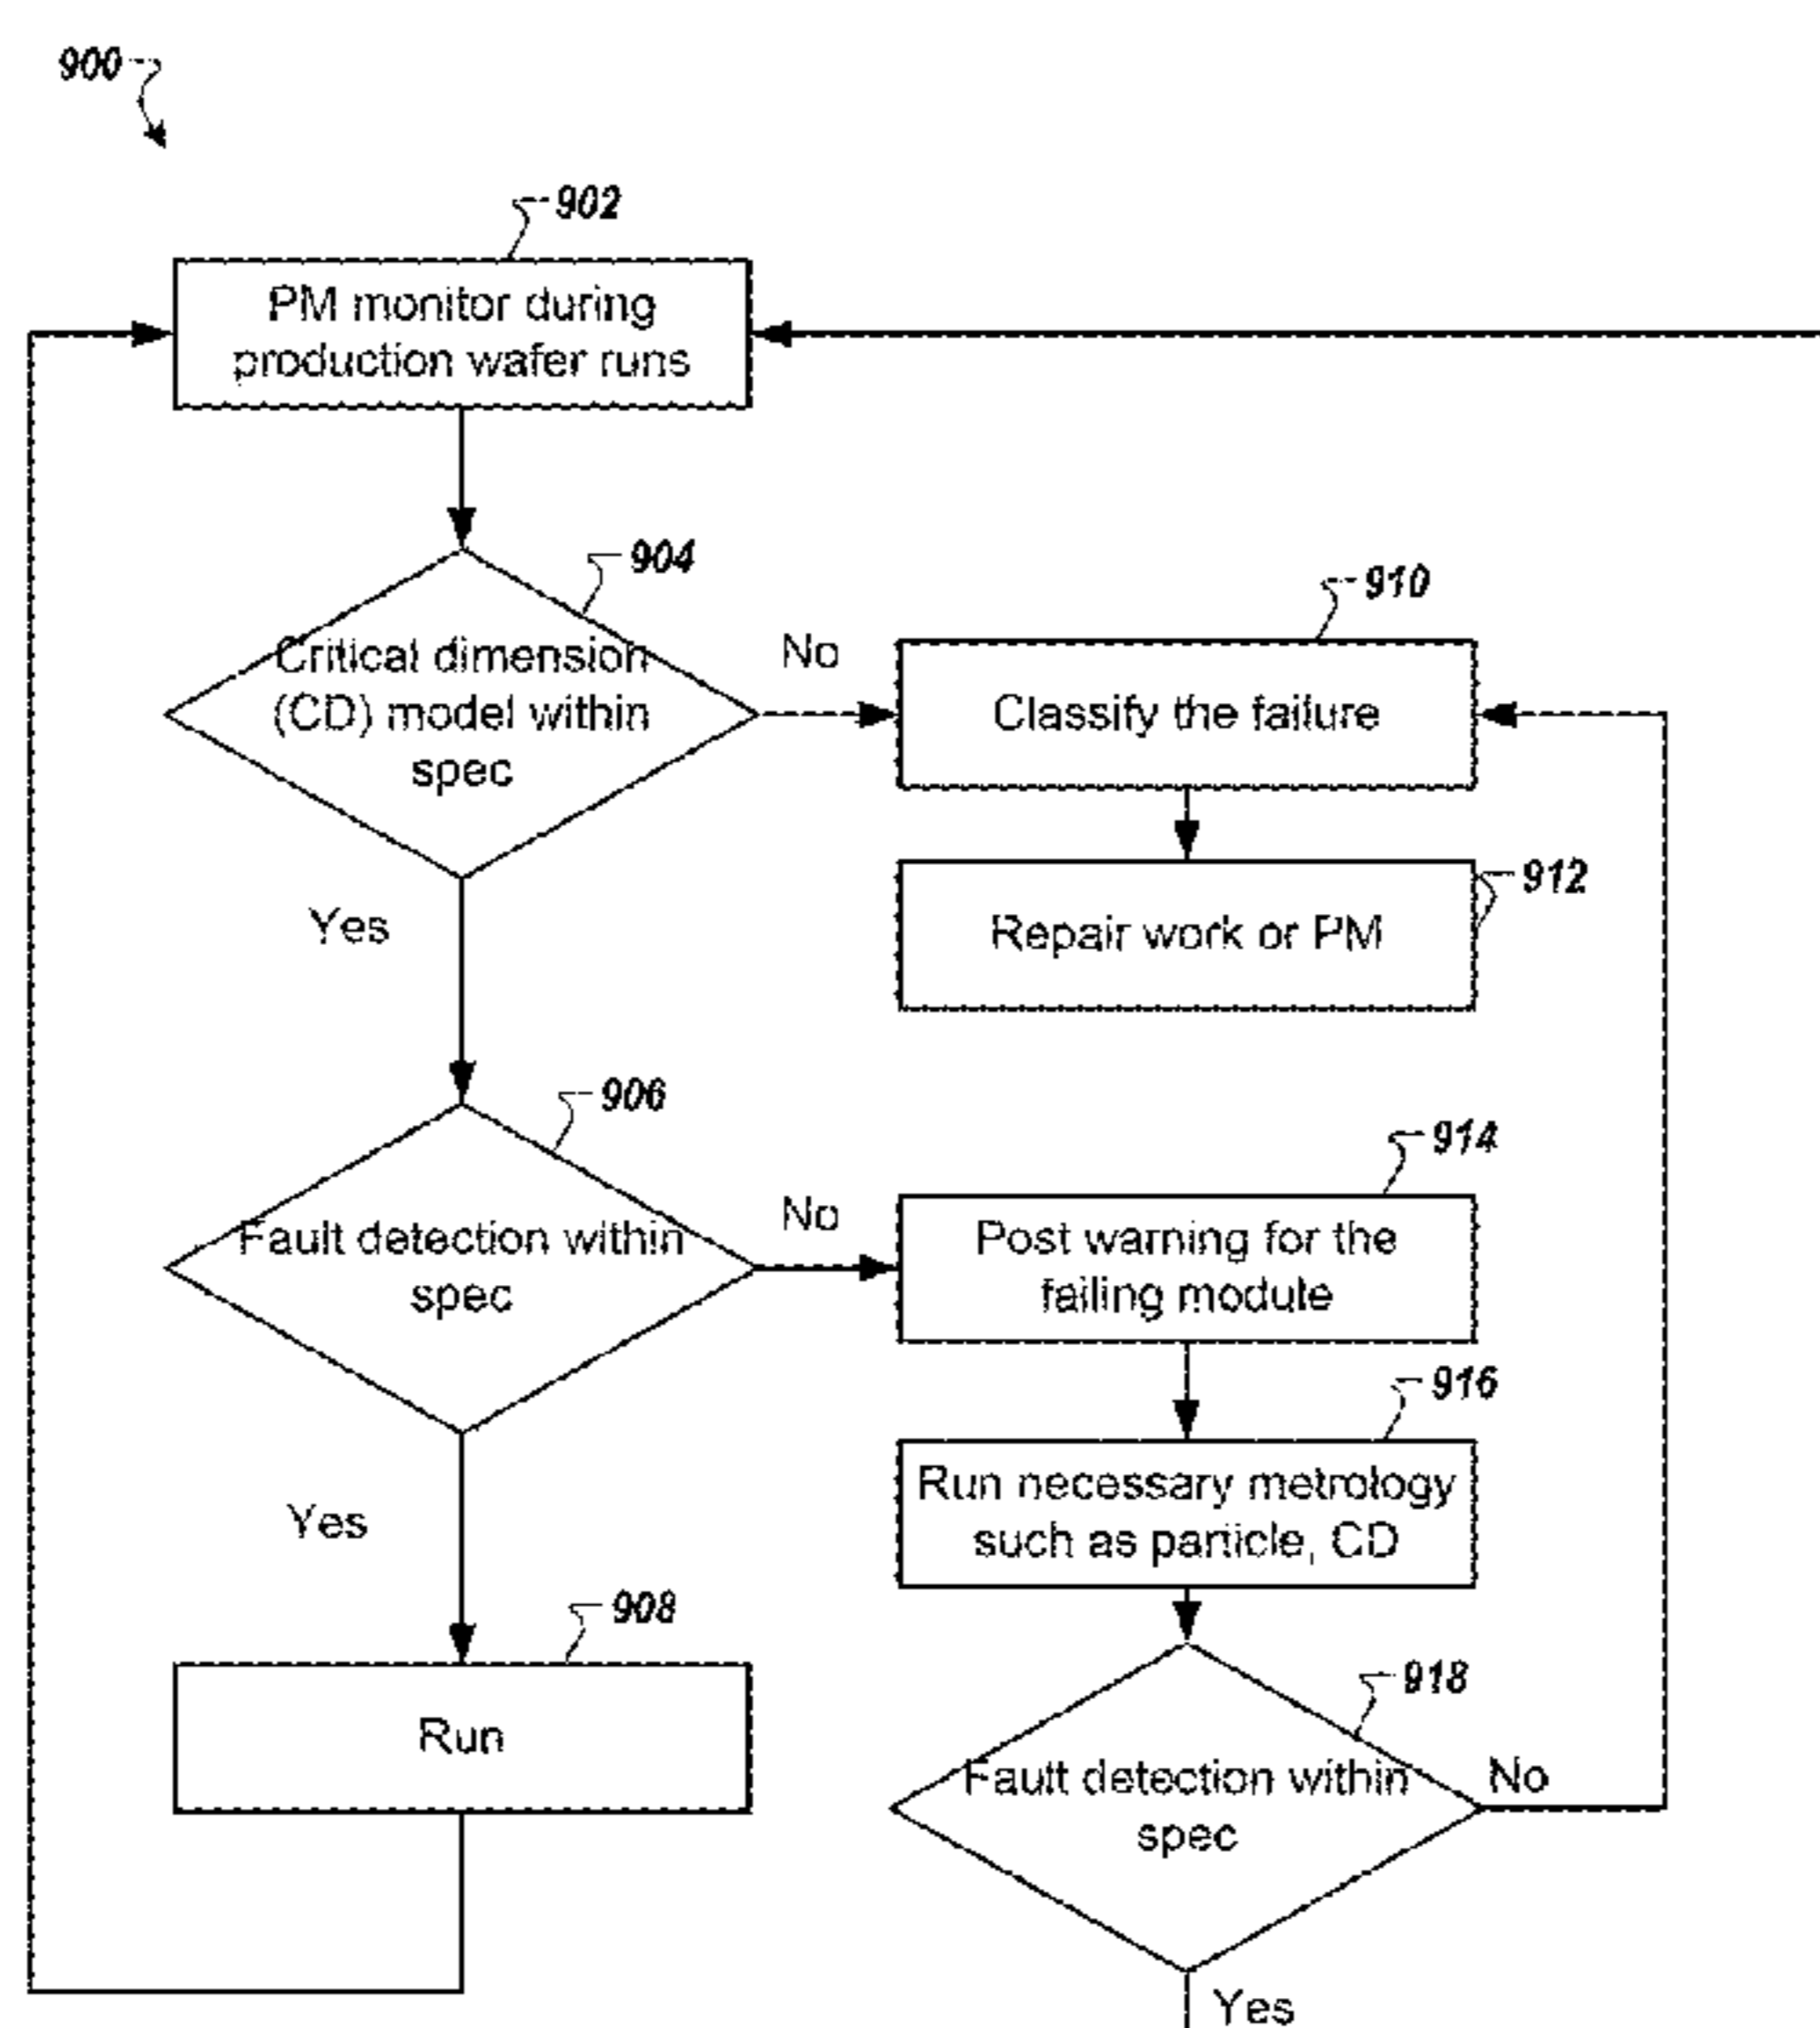 900
902
PM monitor during
production wafer runs
904
Critical dimension
(CD) model within
spec
No
910
Classify the failure
912
Repair work or PM
Yes
906
Fault detection within
spec
No
914
Post warning for the
failing module
916
Run necessary metrology
such as particle, CD
Yes
908
Run
918
Fault detection within
spec
No
Yes